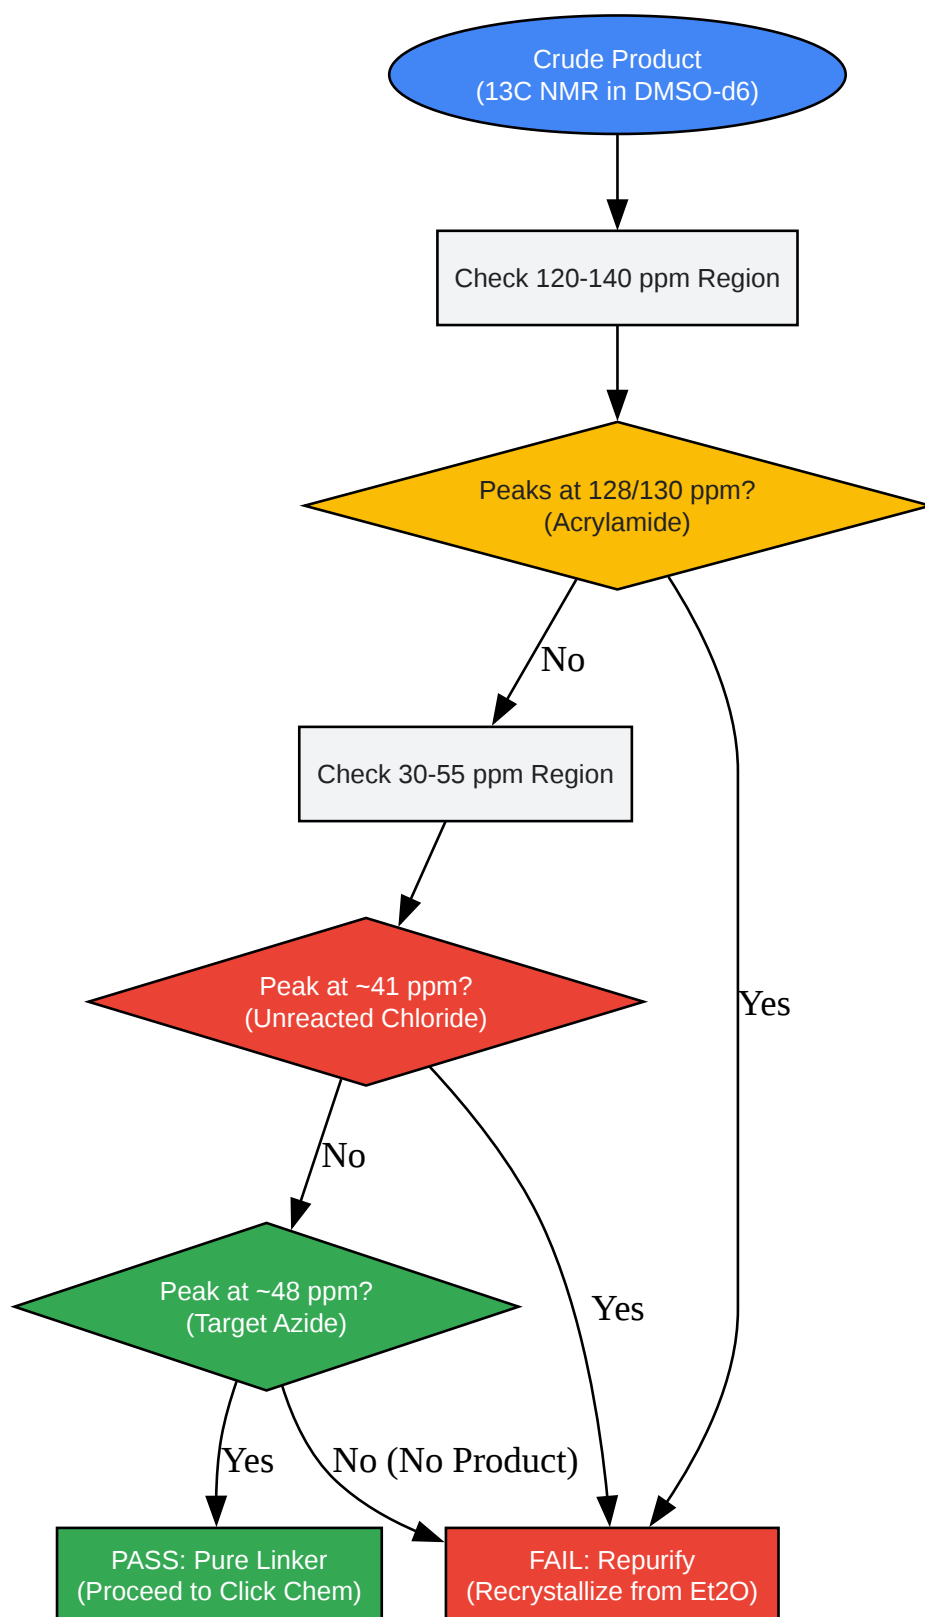 Crude Product
(13C NMR in DMSO-d6)
Check 120-140 ppm Region
Peaks at 128/130 ppm?
(Acrylamide)
No
Check 30-55 ppm Region
Peak at ~41 ppm?
(Unreacted Chloride)
Yes
No
Peak at ~48 ppm?
(Target Azide)
Yes
Yes
No (No Product)
PASS: Pure Linker
(Proceed to Click Chem)
FAIL: Repurify
(Recrystallize from Et2O)